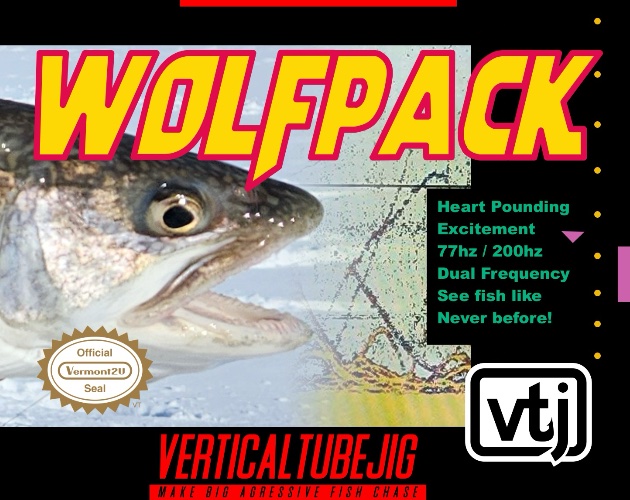 WOLFPACK
Heart Pounding
Excitement
77hz / 200hz
Dual Frequency
See fish like
Never before!
Official
Vermont2U
Seal
VT
vtj
VERTICALTUBEJIG
MAKE BIG AGRESSIVE FISH CHASE